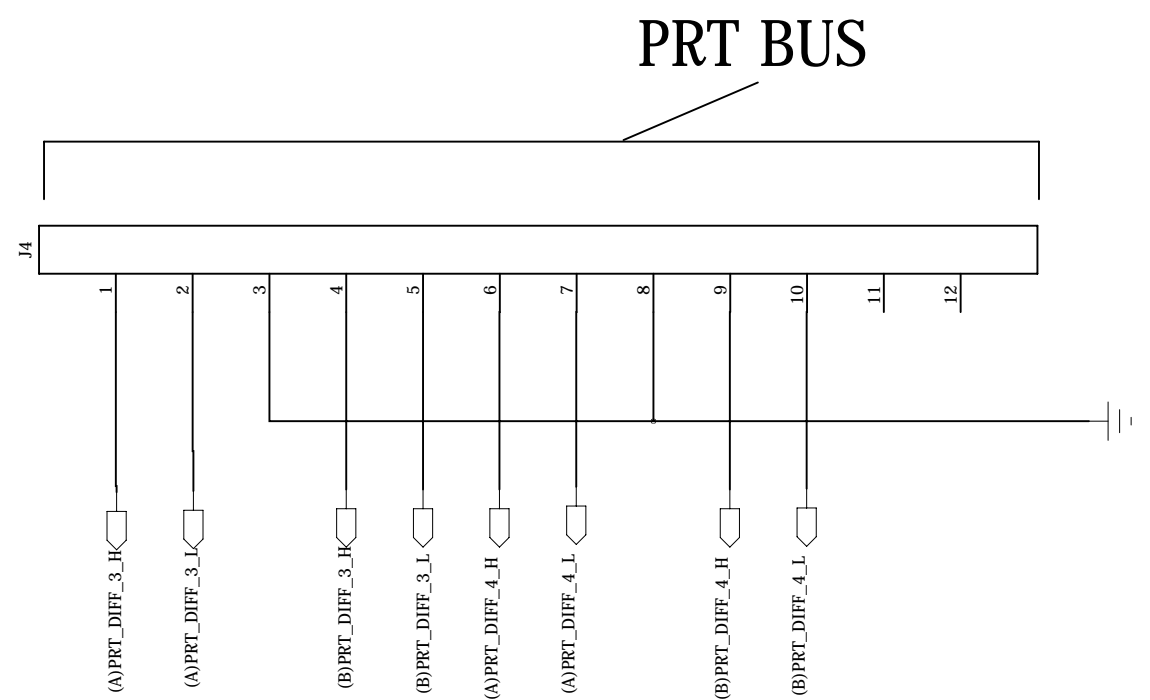 PRT BUS
J4
1
2
3
4
5
6
7
8
9
10
11
12
(A)PRT_DIFF_3_H
(A)PRT_DIFF_3_L
(B)PRT_DIFF_3_H
(B)PRT_DIFF_3_L
(A)PRT_DIFF_4_H
(A)PRT_DIFF_4_L
(B)PRT_DIFF_4_H
(B)PRT_DIFF_4_L